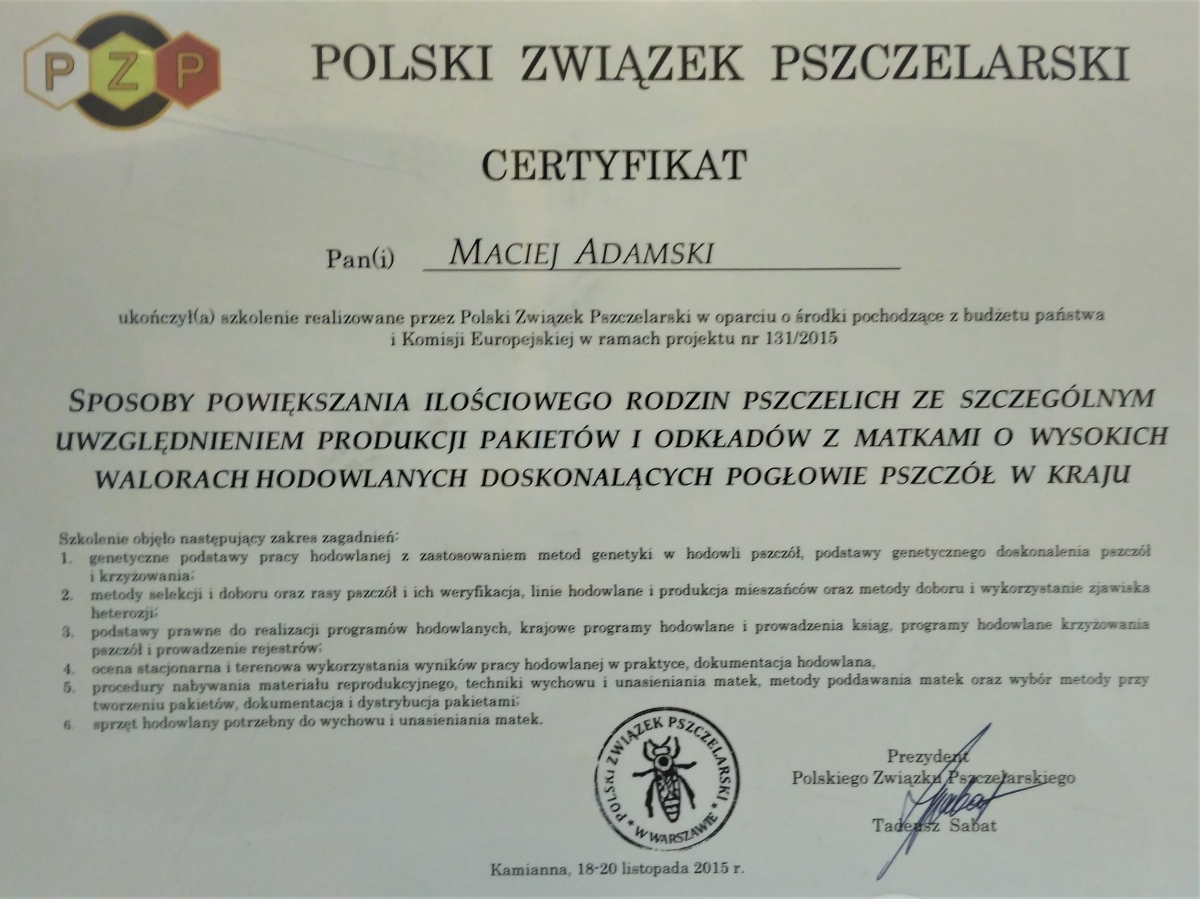 PZP
POLSKI ZWIĄZEK PSZCZELARSKI
CERTYFIKAT
Pan(i) MACIEJ ADAMSKI
ukończył(a) szkolenie realizowane przez Polski Związek Pszczelarski w oparciu o środki pochodzące z budżetu państwa
i Komisji Europejskiej w ramach projektu nr 131/2015
SPOSOBY POWIĘKSZANIA ILOŚCIOWEGO RODZIN PSZCZELICH ZE SZCZEGÓLNYM
UWZGLĘDNIENIEM PRODUKCJI PAKIETÓW I ODKŁADÓW Z MATKAMI O WYSOKICH
WALORACH HODOWLANYCH DOSKONALĄCYCH POGŁOWIE PSZCZÓŁ W KRAJU
Szkolenie objęło następujący zakres zagadnień:
1. genetyczne podstawy pracy hodowlanej z zastosowaniem metod genetyki w hodowli pszczół, podstawy genetycznego doskonalenia pszczół
i krzyżowania;
2. metody selekcji i doboru oraz rasy pszczół i ich weryfikacja, linie hodowlane i produkcja mieszańców oraz metody doboru i wykorzystanie zjawiska
heterozji;
3. podstawy prawne do realizacji programów hodowlanych, krajowe programy hodowlane i prowadzenia ksiąg, programy hodowlane krzyżowania
pszczół i prowadzenie rejestrów;
4. ocena stacjonarna i terenowa wykorzystania wyników pracy hodowlanej w praktyce, dokumentacja hodowlana,
5. procedury nabywania materiału reprodukcyjnego, techniki wychowu i unasieniania matek, metody poddawania matek oraz wybór metody przy
tworzeniu pakietów, dokumentacja i dystrybucja pakietami;
6. sprzęt hodowlany potrzebny do wychowu i unasieniania matek.
POLSKI ZWIĄZEK PSZCZELARSKI
* W WARSZAWIE *
Prezydent
Polskiego Związku Pszczelarskiego
Tadeusz Sabat
Kamianna, 18-20 listopada 2015 r.